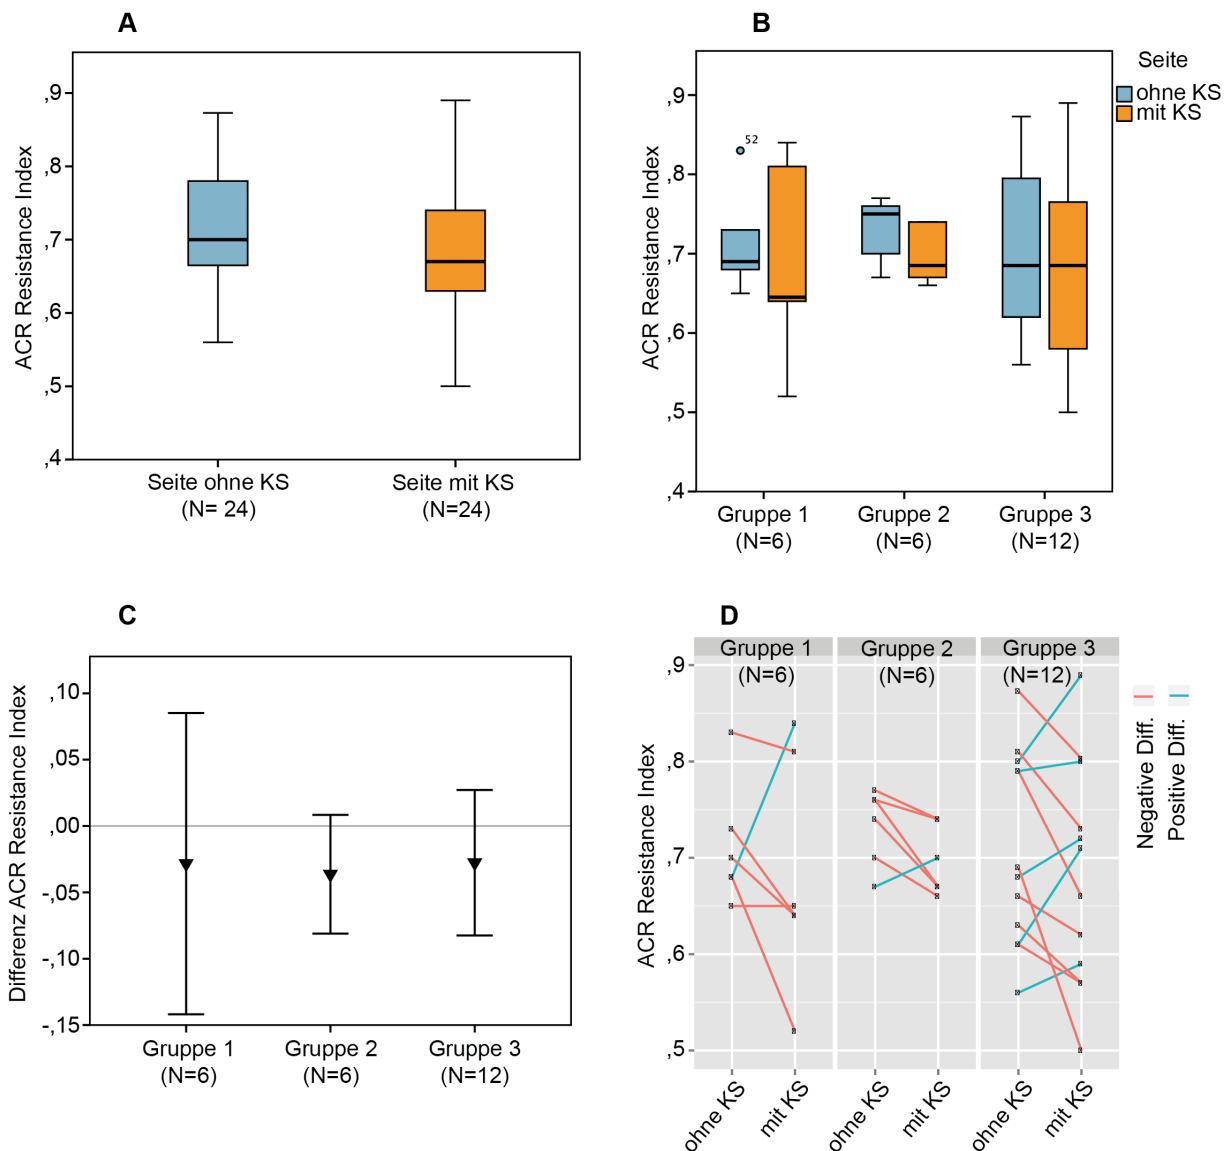 A
ACR Resistance Index
,9
,8
,7
,6
,5
,4
Seite ohne KS
(N= 24)
Seite mit KS
(N=24)
B
Seite
ohne KS
mit KS
ACR Resistance Index
,9
,8
,7
,6
,5
,4
52
Gruppe 1
(N=6)
Gruppe 2
(N=6)
Gruppe 3
(N=12)
C
Differenz ACR Resistance Index
,10
,05
,00
-,05
-,10
-,15
Gruppe 1
(N=6)
Gruppe 2
(N=6)
Gruppe 3
(N=12)
D
Gruppe 1
(N=6)
Gruppe 2
(N=6)
Gruppe 3
(N=12)
ACR Resistance Index
,9
,8
,7
,6
,5
ohne KS
mit KS
ohne KS
mit KS
ohne KS
mit KS
Negative Diff.
Positive Diff.